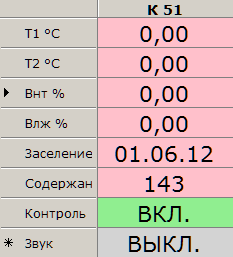 К 51
Т1 °С 0,00
Т2 °С 0,00
Внт % 0,00
Влж % 0,00
Заселение 01.06.12
Содержан 143
Контроль ВКЛ.
Звук ВЫКЛ.